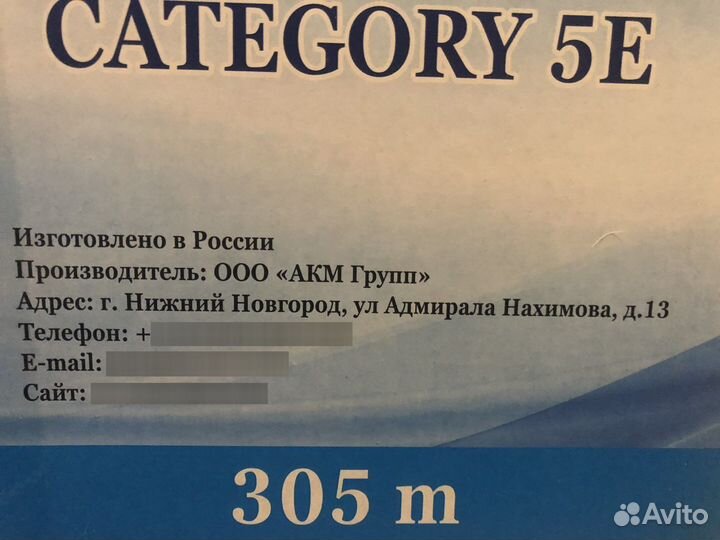 CATEGORY 5E
Изготовлено в России
Производитель: ООО «АКМ Групп»
Адрес: г. Нижний Новгород, ул Адмирала Нахимова, д.13
Телефон: +
E-mail:
Сайт:
305 m
Avito